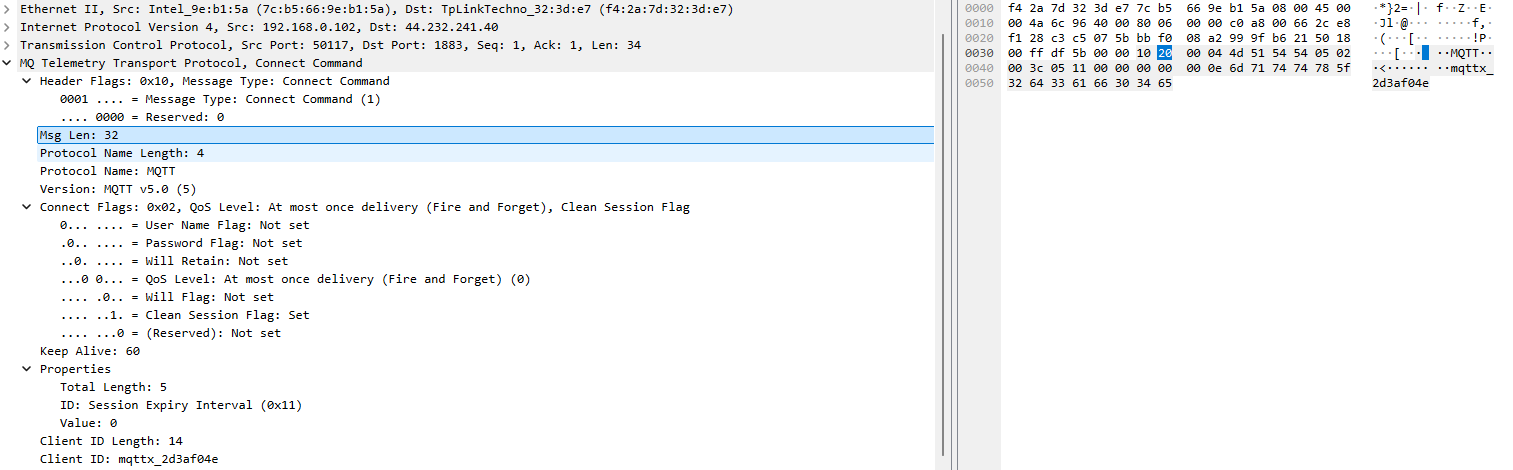 Ethernet II, Src: Intel_9e:b1:5a (7c:b5:66:9e:b1:5a), Dst: TpLinkTechno_32:3d:e7 (f4:2a:7d:32:3d:e7)
Internet Protocol Version 4, Src: 192.168.0.102, Dst: 44.232.241.40
Transmission Control Protocol, Src Port: 50117, Dst Port: 1883, Seq: 1, Ack: 1, Len: 34
MQ Telemetry Transport Protocol, Connect Command
Header Flags: 0x10, Message Type: Connect Command
0001 .... = Message Type: Connect Command (1)
.... 0000 = Reserved: 0
Msg Len: 32
Protocol Name Length: 4
Protocol Name: MQTT
Version: MQTT v5.0 (5)
Connect Flags: 0x02, QoS Level: At most once delivery (Fire and Forget), Clean Session Flag
0... .... = User Name Flag: Not set
.0.. .... = Password Flag: Not set
..0. .... = Will Retain: Not set
...0 0... = QoS Level: At most once delivery (Fire and Forget) (0)
.... .0.. = Will Flag: Not set
.... ..1. = Clean Session Flag: Set
.... ...0 = (Reserved): Not set
Keep Alive: 60
Properties
Total Length: 5
ID: Session Expiry Interval (0x11)
Value: 0
Client ID Length: 14
Client ID: mqttx_2d3af04e
0000 f4 2a 7d 32 3d e7 7c b5 66 9e b1 5a 08 00 45 00 ·*}2=·|· f··Z··E·
0010 00 4a 6c 96 40 00 80 06 00 00 c0 a8 00 66 2c e8 ·Jl·@··· ·····f,·
0020 f1 28 c3 c5 07 5b bb f0 08 a2 99 9f b6 21 50 18 ·(···[·· ·····!P·
0030 00 ff df 5b 00 00 10 20 00 04 4d 51 54 54 05 02 ···[··· ··MQTT··
0040 00 3c 05 11 00 00 00 00 00 0e 6d 71 74 74 78 5f ·<······ ··mqttx_
0050 32 64 33 61 66 30 34 65 2d3af04e